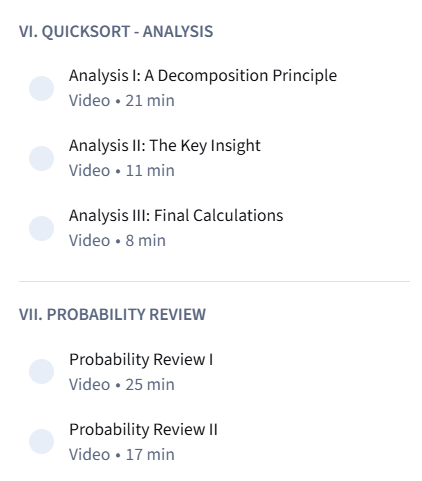 VI. QUICKSORT - ANALYSIS
Analysis I: A Decomposition Principle
Video • 21 min
Analysis II: The Key Insight
Video • 11 min
Analysis III: Final Calculations
Video • 8 min
VII. PROBABILITY REVIEW
Probability Review I
Video • 25 min
Probability Review II
Video • 17 min